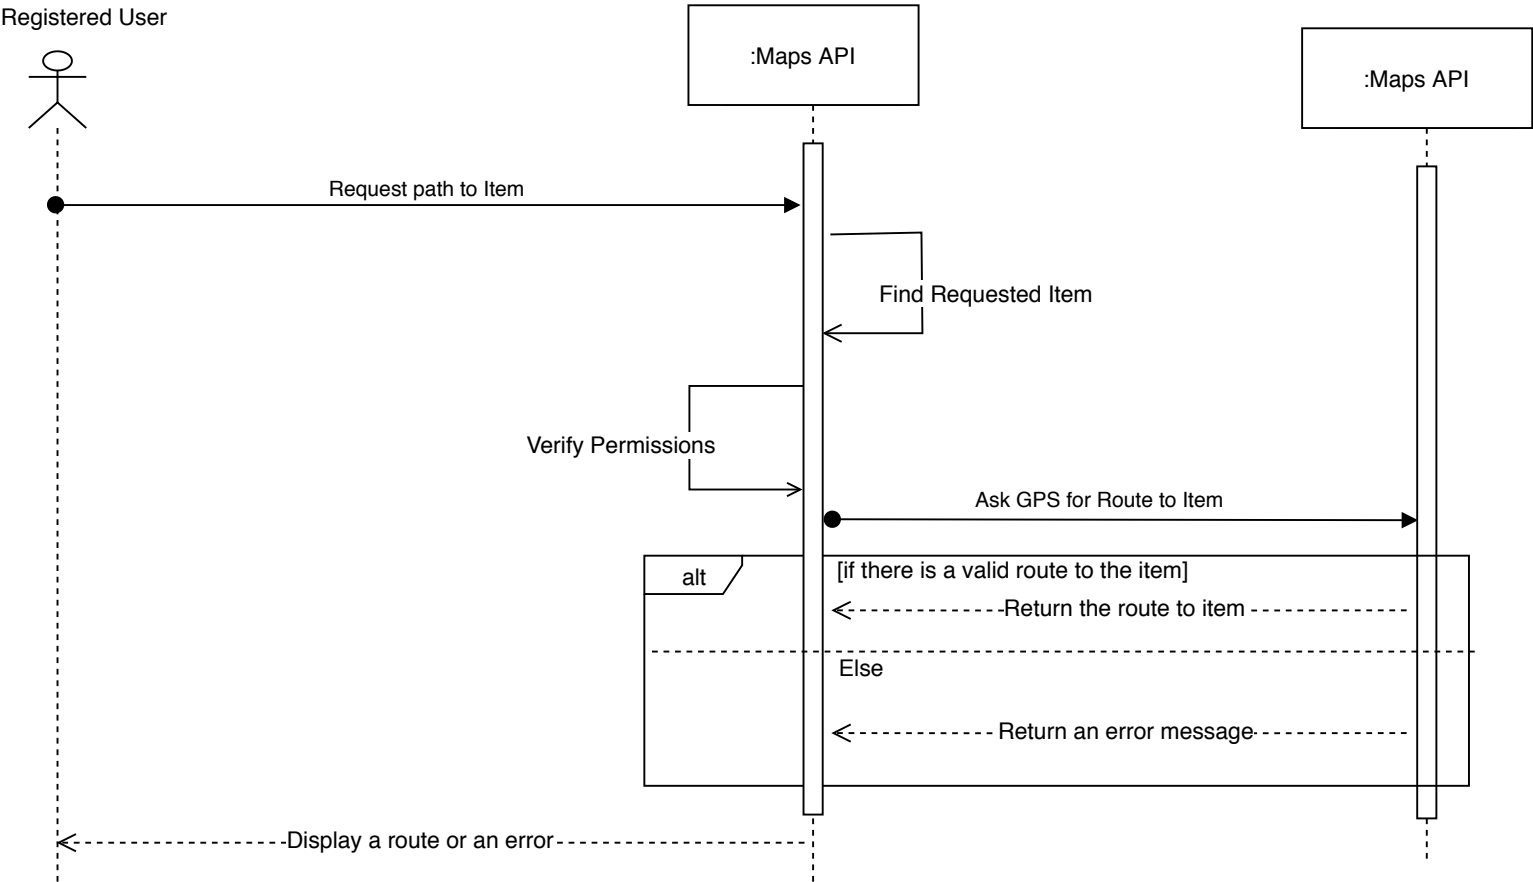 Registered User
:Maps API
:Maps API
Request path to Item
Find Requested Item
Verify Permissions
Ask GPS for Route to Item
alt
[if there is a valid route to the item]
Return the route to item
Else
Return an error message
Display a route or an error